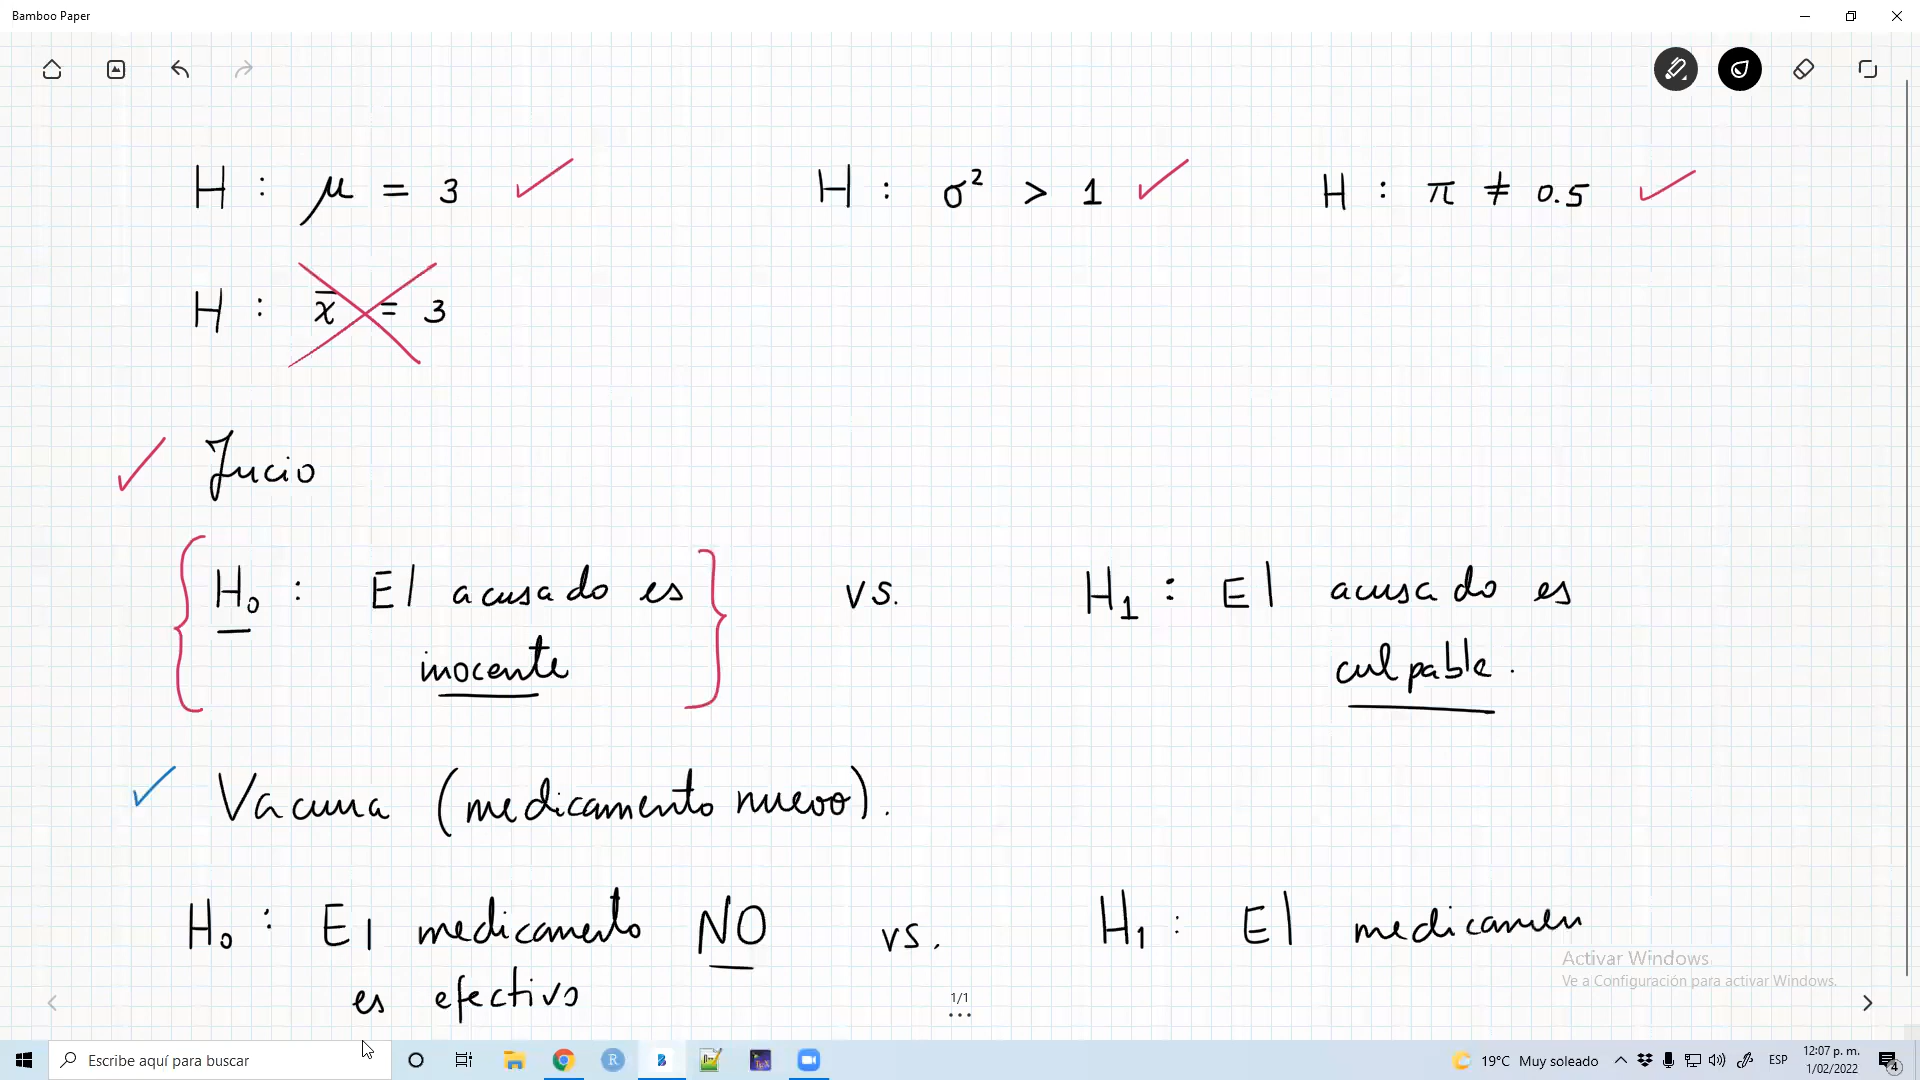 Bamboo Paper
H : μ = 3 H : σ² > 1 H : π ≠ 0.5
H : x̄ = 3
Jucio
H₀ : El acusado es vs. H₁ : El acusado es
inocente culpable.
Vacuna (medicamento nuevo).
H₀ : El medicamento NO vs. H₁ : El medicamen
es efectivo
Activar Windows
Ve a Configuración para activar Windows.
1/1
Escribe aquí para buscar
19°C Muy soleado
ESP
12:07 p. m.
1/02/2022
4